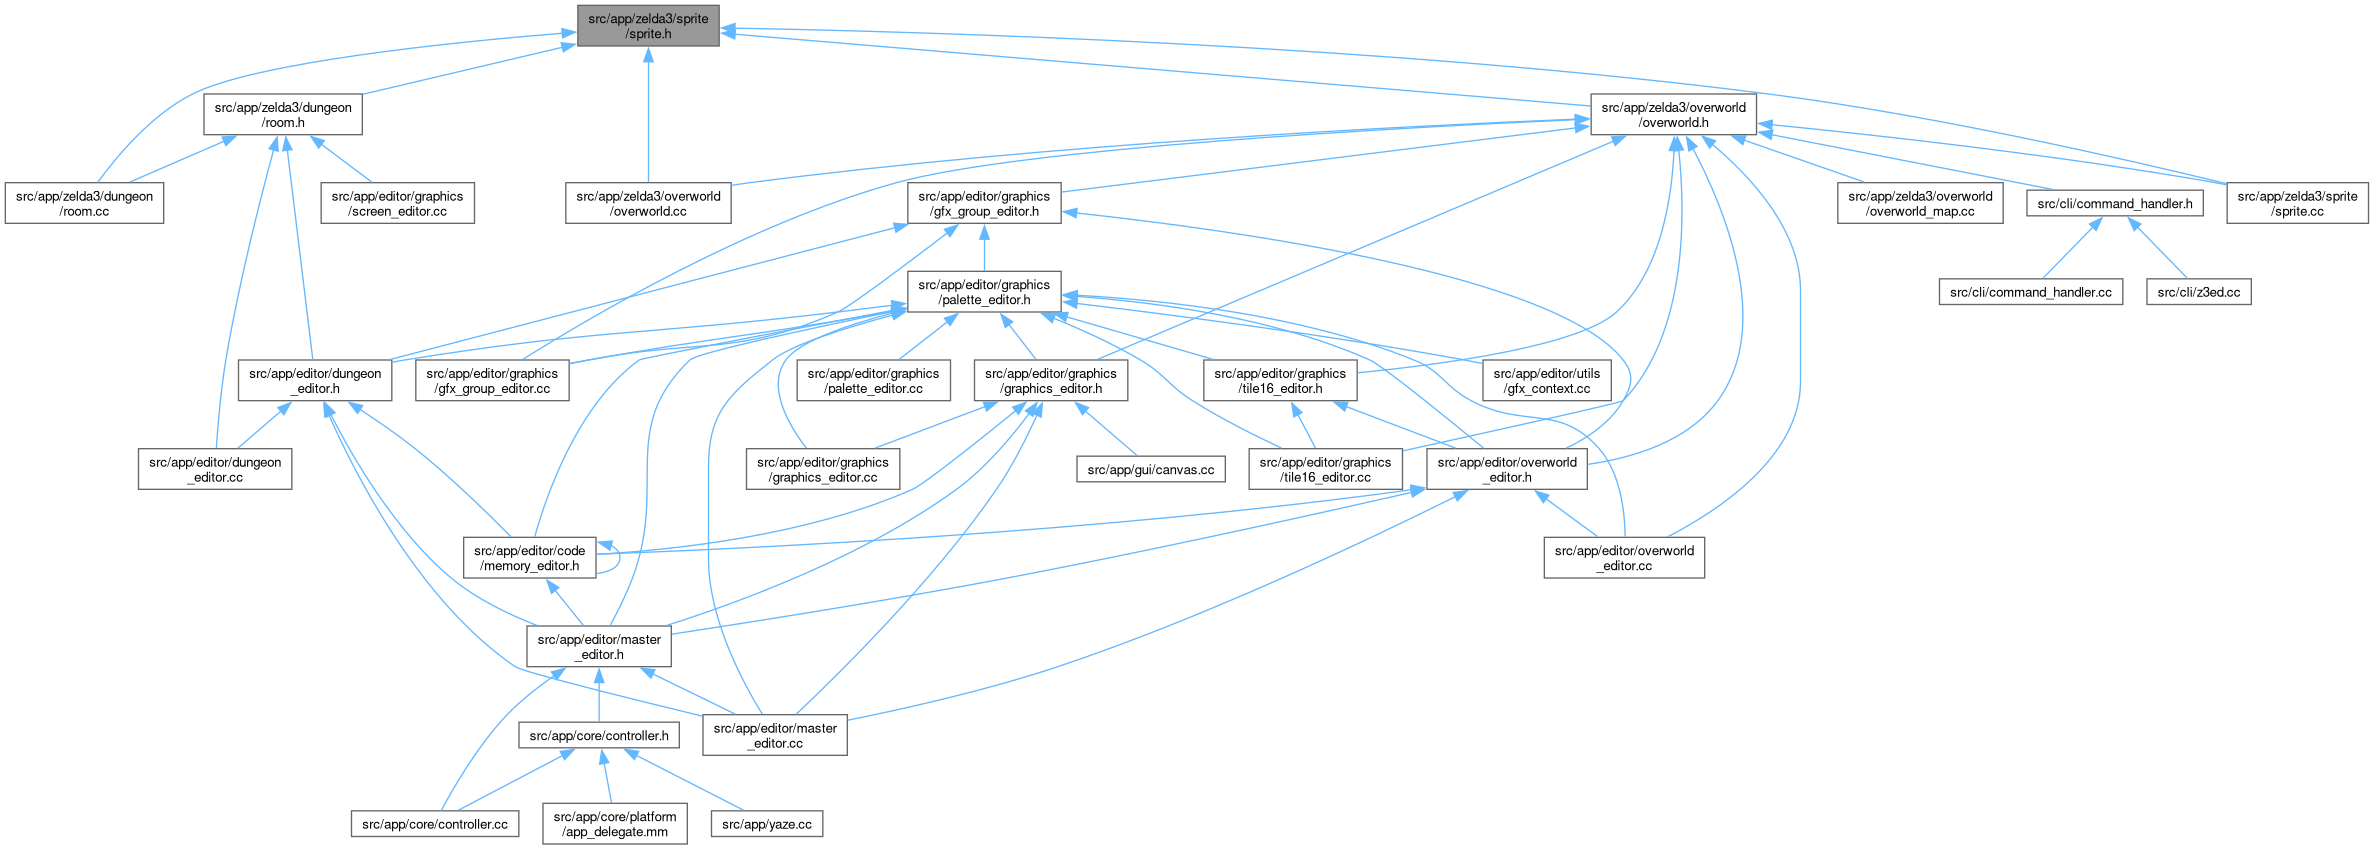 src/app/zelda3/sprite
/sprite.h
src/app/zelda3/dungeon
/room.h
src/app/zelda3/overworld
/overworld.h
src/app/zelda3/dungeon
/room.cc
src/app/editor/graphics
/screen_editor.cc
src/app/zelda3/overworld
/overworld.cc
src/app/editor/graphics
/gfx_group_editor.h
src/app/zelda3/overworld
/overworld_map.cc
src/cli/command_handler.h
src/app/zelda3/sprite
/sprite.cc
src/app/editor/graphics
/palette_editor.h
src/cli/command_handler.cc
src/cli/z3ed.cc
src/app/editor/dungeon
_editor.h
src/app/editor/graphics
/gfx_group_editor.cc
src/app/editor/graphics
/palette_editor.cc
src/app/editor/graphics
/graphics_editor.h
src/app/editor/graphics
/tile16_editor.h
src/app/editor/utils
/gfx_context.cc
src/app/editor/dungeon
_editor.cc
src/app/editor/graphics
/graphics_editor.cc
src/app/gui/canvas.cc
src/app/editor/graphics
/tile16_editor.cc
src/app/editor/overworld
_editor.h
src/app/editor/code
/memory_editor.h
src/app/editor/overworld
_editor.cc
src/app/editor/master
_editor.h
src/app/core/controller.h
src/app/editor/master
_editor.cc
src/app/core/controller.cc
src/app/core/platform
/app_delegate.mm
src/app/yaze.cc